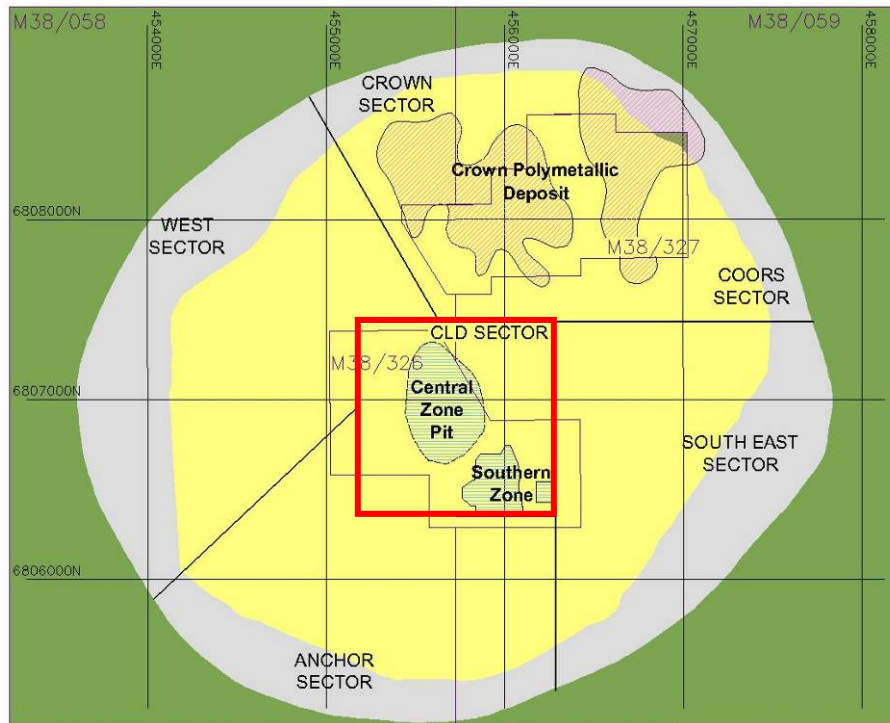 M38/058
M38/059
454000E
455000E
456000E
457000E
458000E
CROWN
SECTOR
Crown Polymetallic
Deposit
6808000N
WEST
SECTOR
M38/327
COORS
SECTOR
CLD SECTOR
M38/326
6807000N
Central
Zone
Pit
SOUTH EAST
SECTOR
Southern
Zone
6806000N
ANCHOR
SECTOR